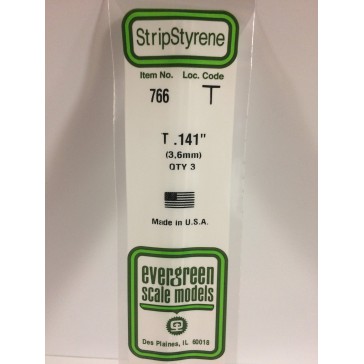 StripStyrene
Item No. Loc. Code
766 T
T .141"
(3,6mm)
QTY 3
Made in U.S.A.
evergreen
scale models
Des Plaines, IL 60018